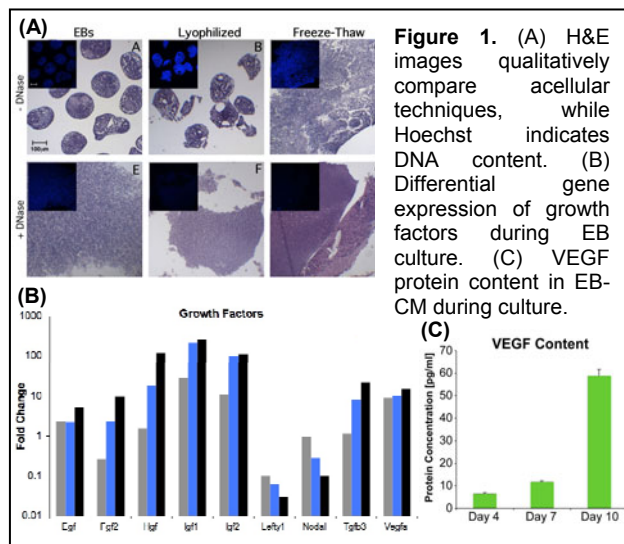 (A)
EBs Lyophilized Freeze-Thaw
- DNase
A
B
100µm
+ DNase
E
F
Figure 1. (A) H&E
images qualitatively
compare acellular
techniques, while
Hoechst indicates
DNA content. (B)
Differential gene
expression of growth
factors during EB
culture. (C) VEGF
protein content in EB-
CM during culture.
(B)
Growth Factors
Fold Change
1000
100
10
1
0.1
0.01
Egf Fgf2 Hgf Igf1 Igf2 Lefty1 Nodal Tgfb3 Vegfa
(C)
VEGF Content
Protein Concentration [pg/ml]
70
60
50
40
30
20
10
0
Day 4 Day 7 Day 10